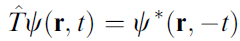 T̂ψ(r, t) = ψ*(r, −t)